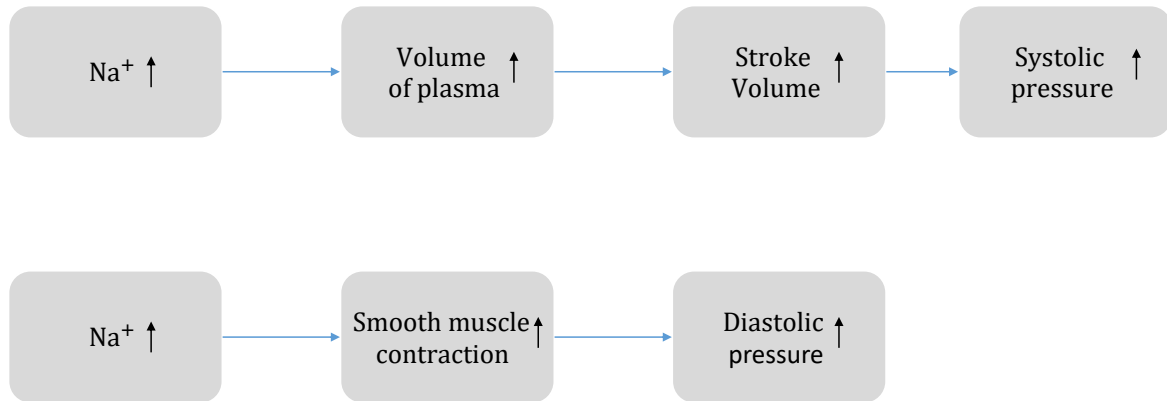 Na⁺ ↑
Volume ↑
of plasma
Stroke ↑
Volume
Systolic ↑
pressure
Na⁺ ↑
Smooth muscle ↑
contraction
Diastolic ↑
pressure